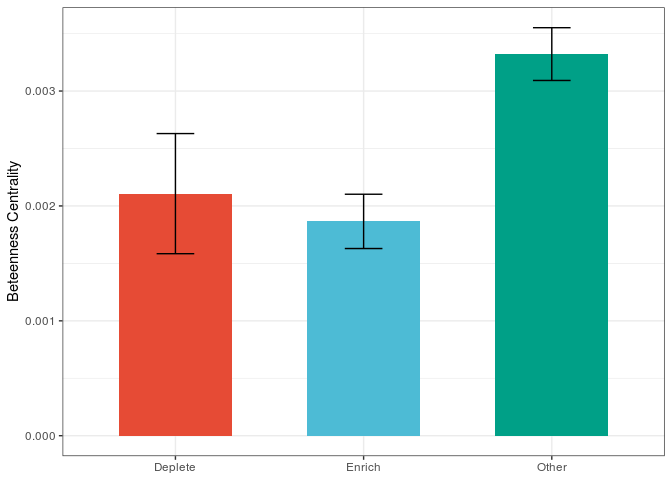 Beteenness Centrality
0.003
0.002
0.001
0.000
Deplete
Enrich
Other